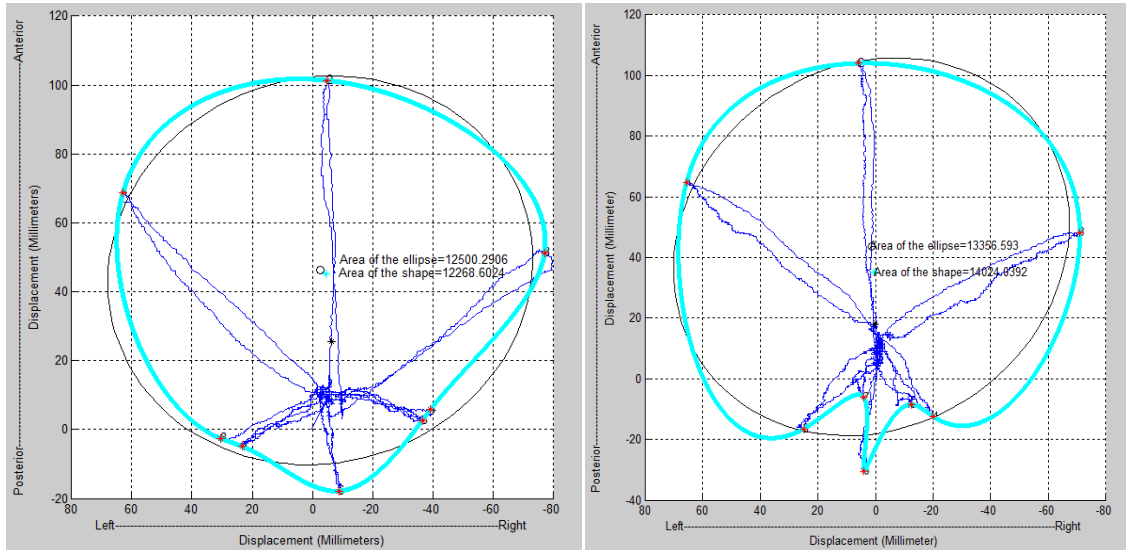 120
100
80
60
40
20
0
-20
80
60
40
20
0
-20
-40
-60
-80
Posterior----------Anterior
Displacement (Millimeters)
Area of the ellipse=12500.2906
Area of the shape=12268.6024
Left----------Right
Displacement (Millimeters)
120
100
80
60
40
20
0
-20
-40
80
60
40
20
0
-20
-40
-60
-80
Posterior----------Anterior
Displacement (Millimeter)
Area of the ellipse=13356.593
Area of the shape=14024.0392
Left----------Right
Displacement (Millimeter)